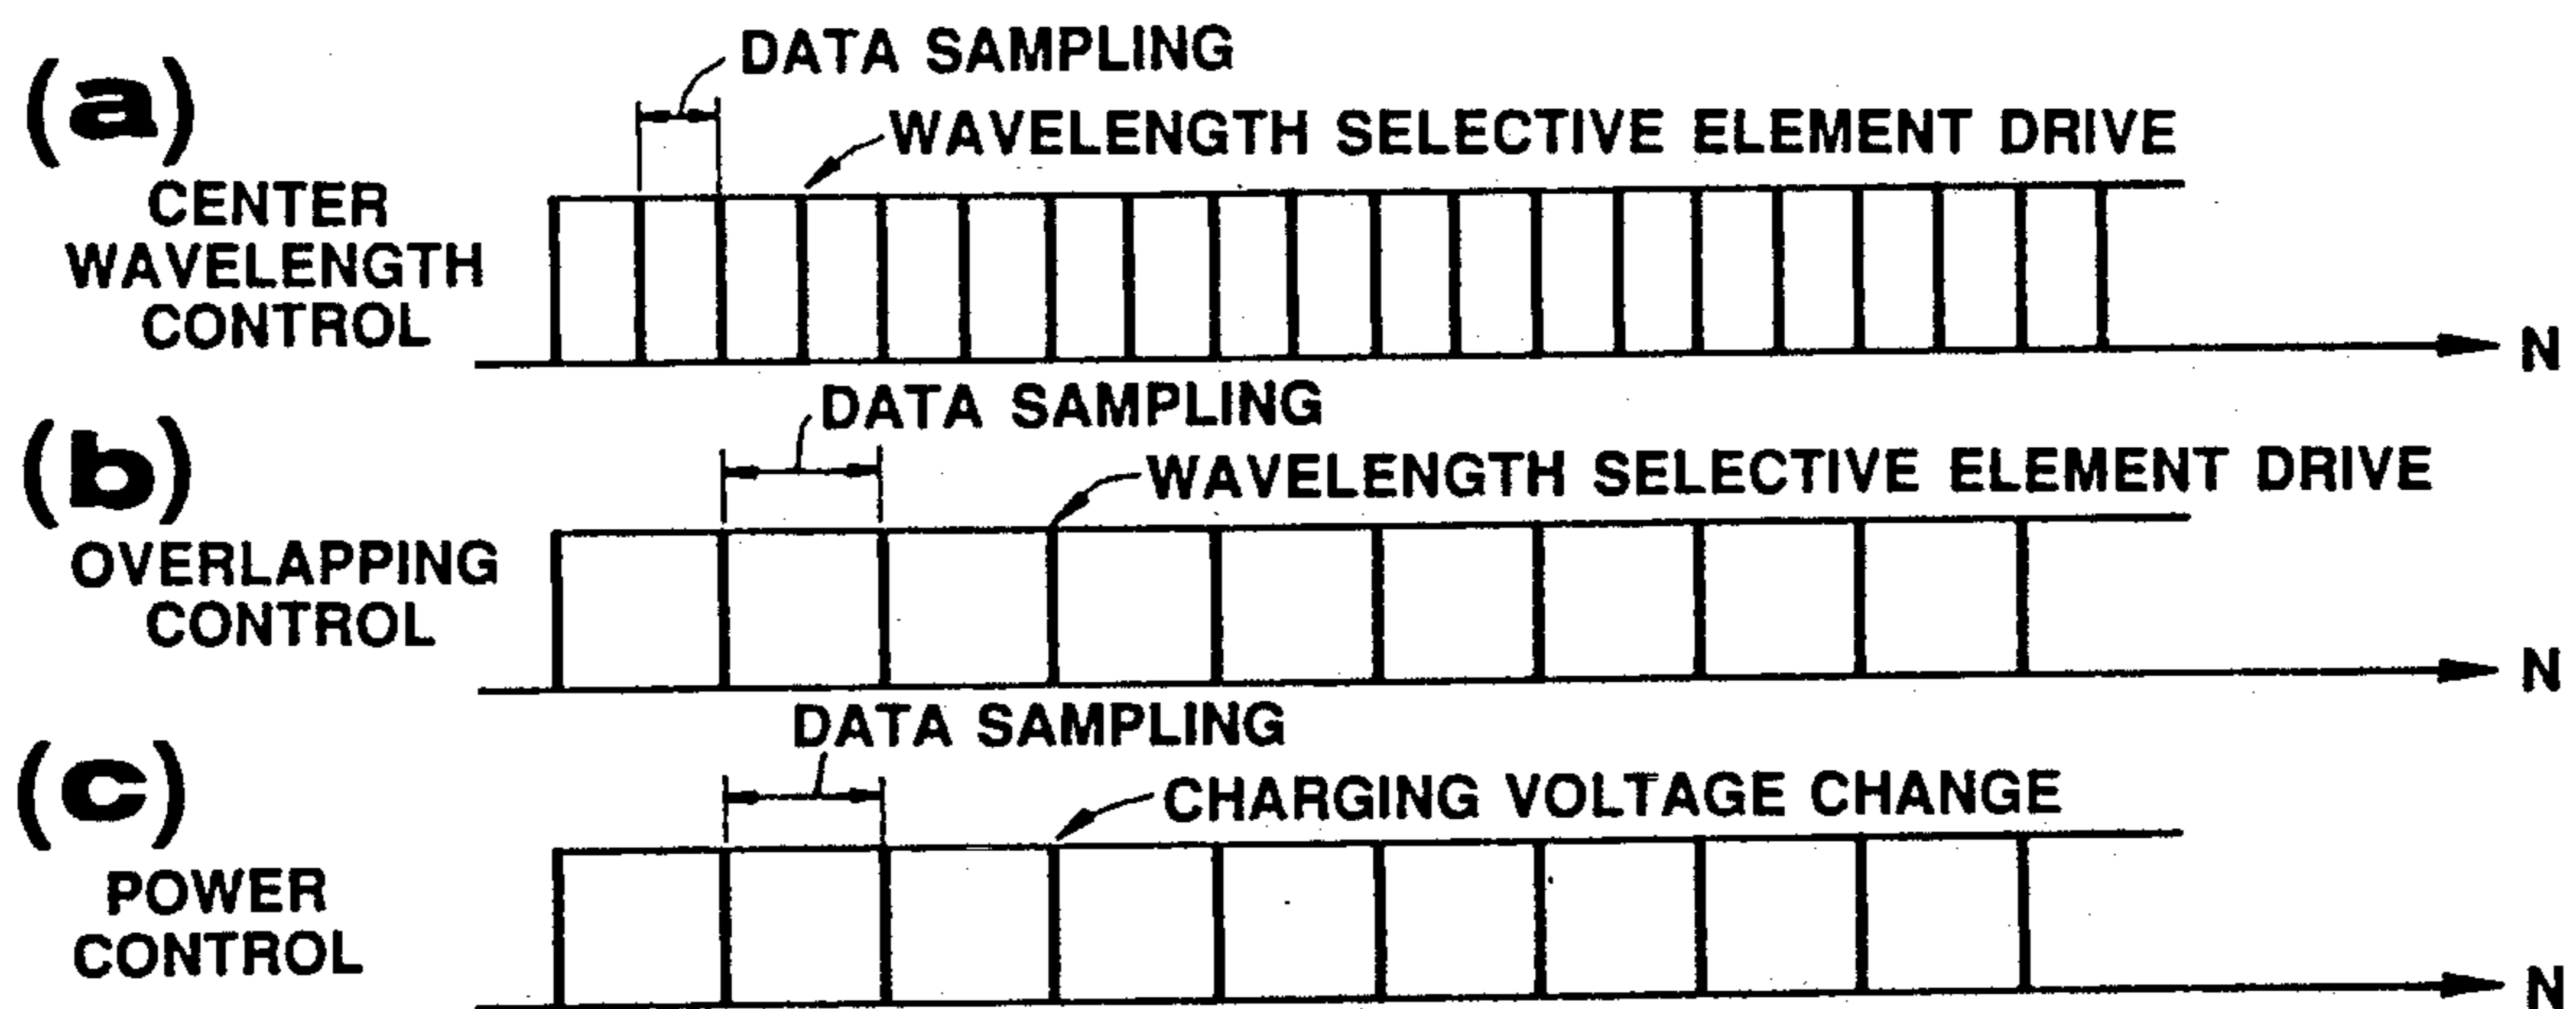 (a)
DATA SAMPLING
WAVELENGTH SELECTIVE ELEMENT DRIVE
CENTER
WAVELENGTH
CONTROL
N
(b)
DATA SAMPLING
WAVELENGTH SELECTIVE ELEMENT DRIVE
OVERLAPPING
CONTROL
N
(c)
DATA SAMPLING
CHARGING VOLTAGE CHANGE
POWER
CONTROL
N